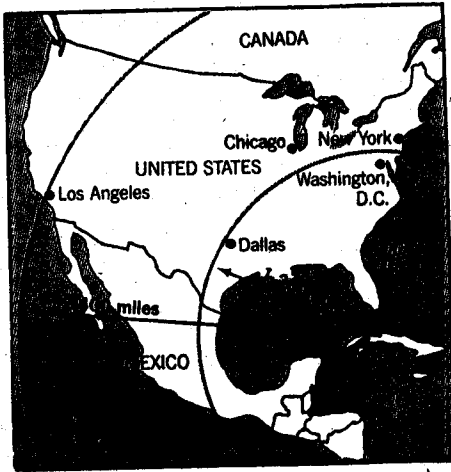 CANADA
Chicago
New York
UNITED STATES
Washington,
D.C.
Los Angeles
Dallas
miles
EXICO